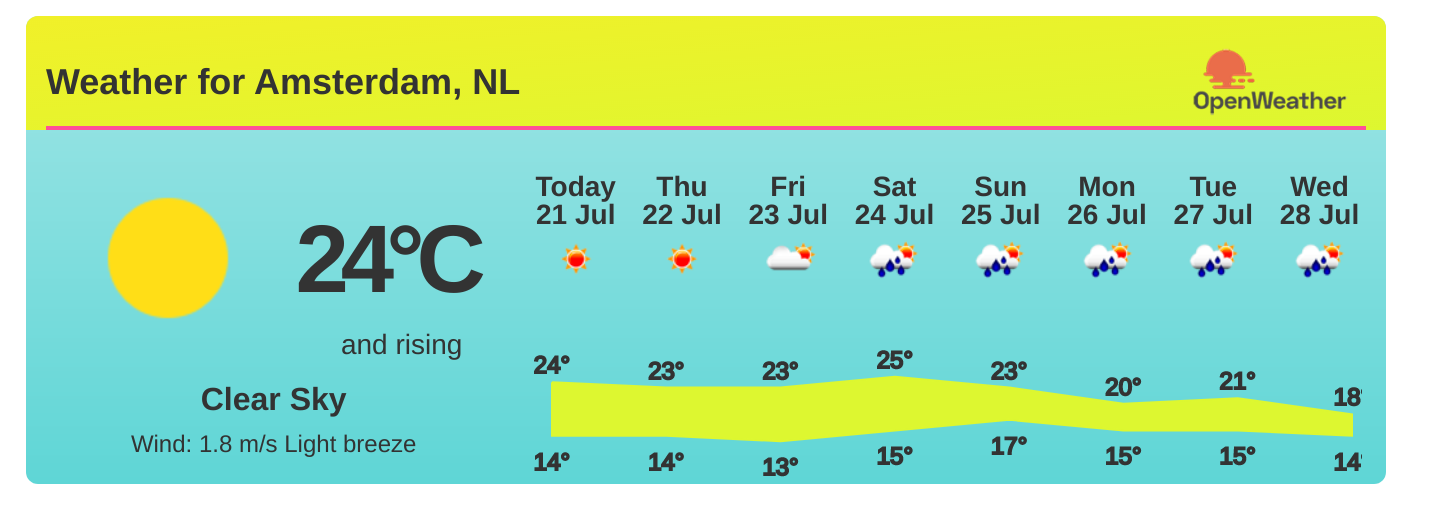 Weather for Amsterdam, NL
OpenWeather
Today Thu Fri Sat Sun Mon Tue Wed
21 Jul 22 Jul 23 Jul 24 Jul 25 Jul 26 Jul 27 Jul 28 Jul
24°C
and rising
Clear Sky
Wind: 1.8 m/s Light breeze
24° 23° 23° 25° 23° 20° 21° 18°
14° 14° 13° 15° 17° 15° 15° 14°